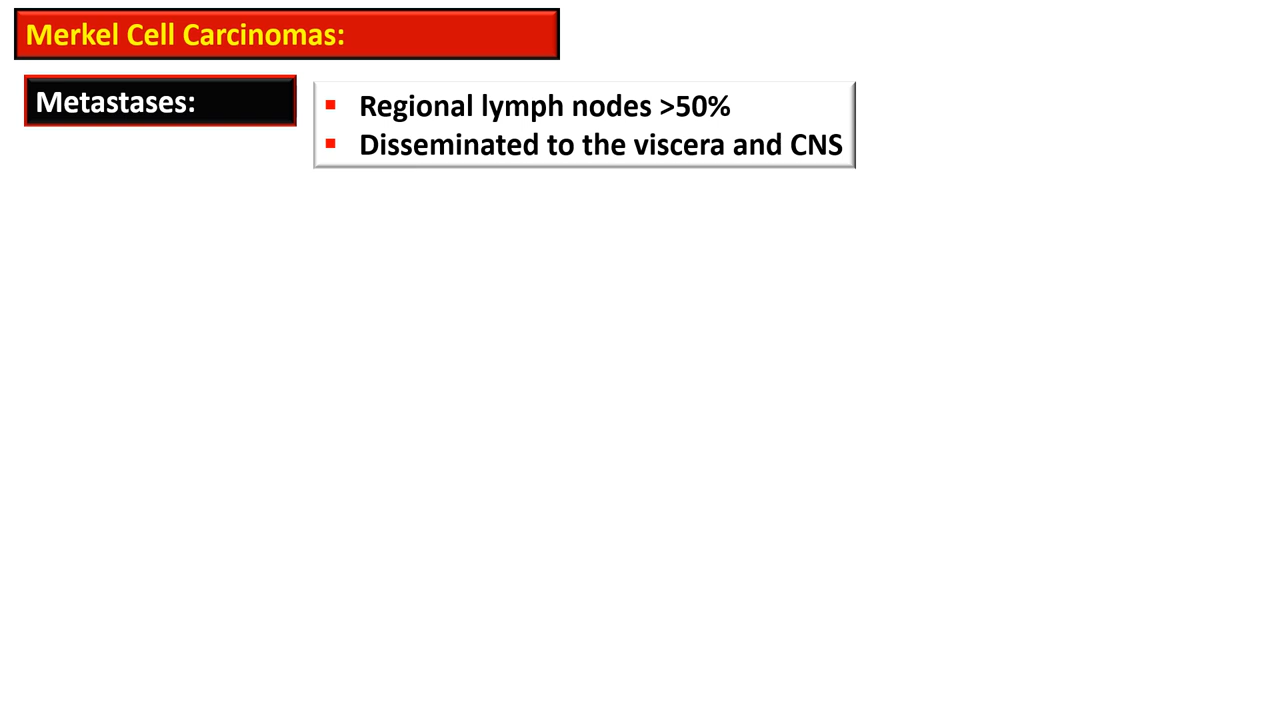 Merkel Cell Carcinomas:
Metastases:
▪ Regional lymph nodes >50%
▪ Disseminated to the viscera and CNS